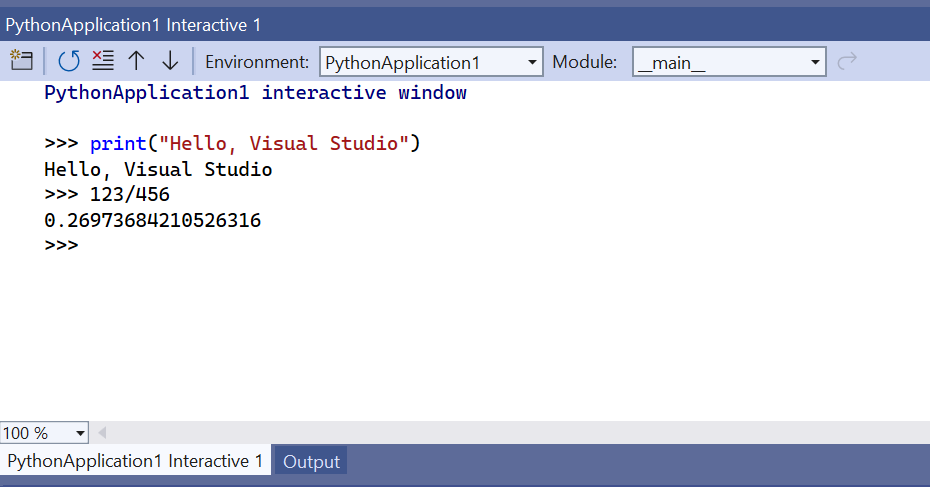 PythonApplication1 Interactive 1
Environment: PythonApplication1 Module: __main__
PythonApplication1 interactive window
>>> print("Hello, Visual Studio")
Hello, Visual Studio
>>> 123/456
0.26973684210526316
>>>
100 %
PythonApplication1 Interactive 1 Output